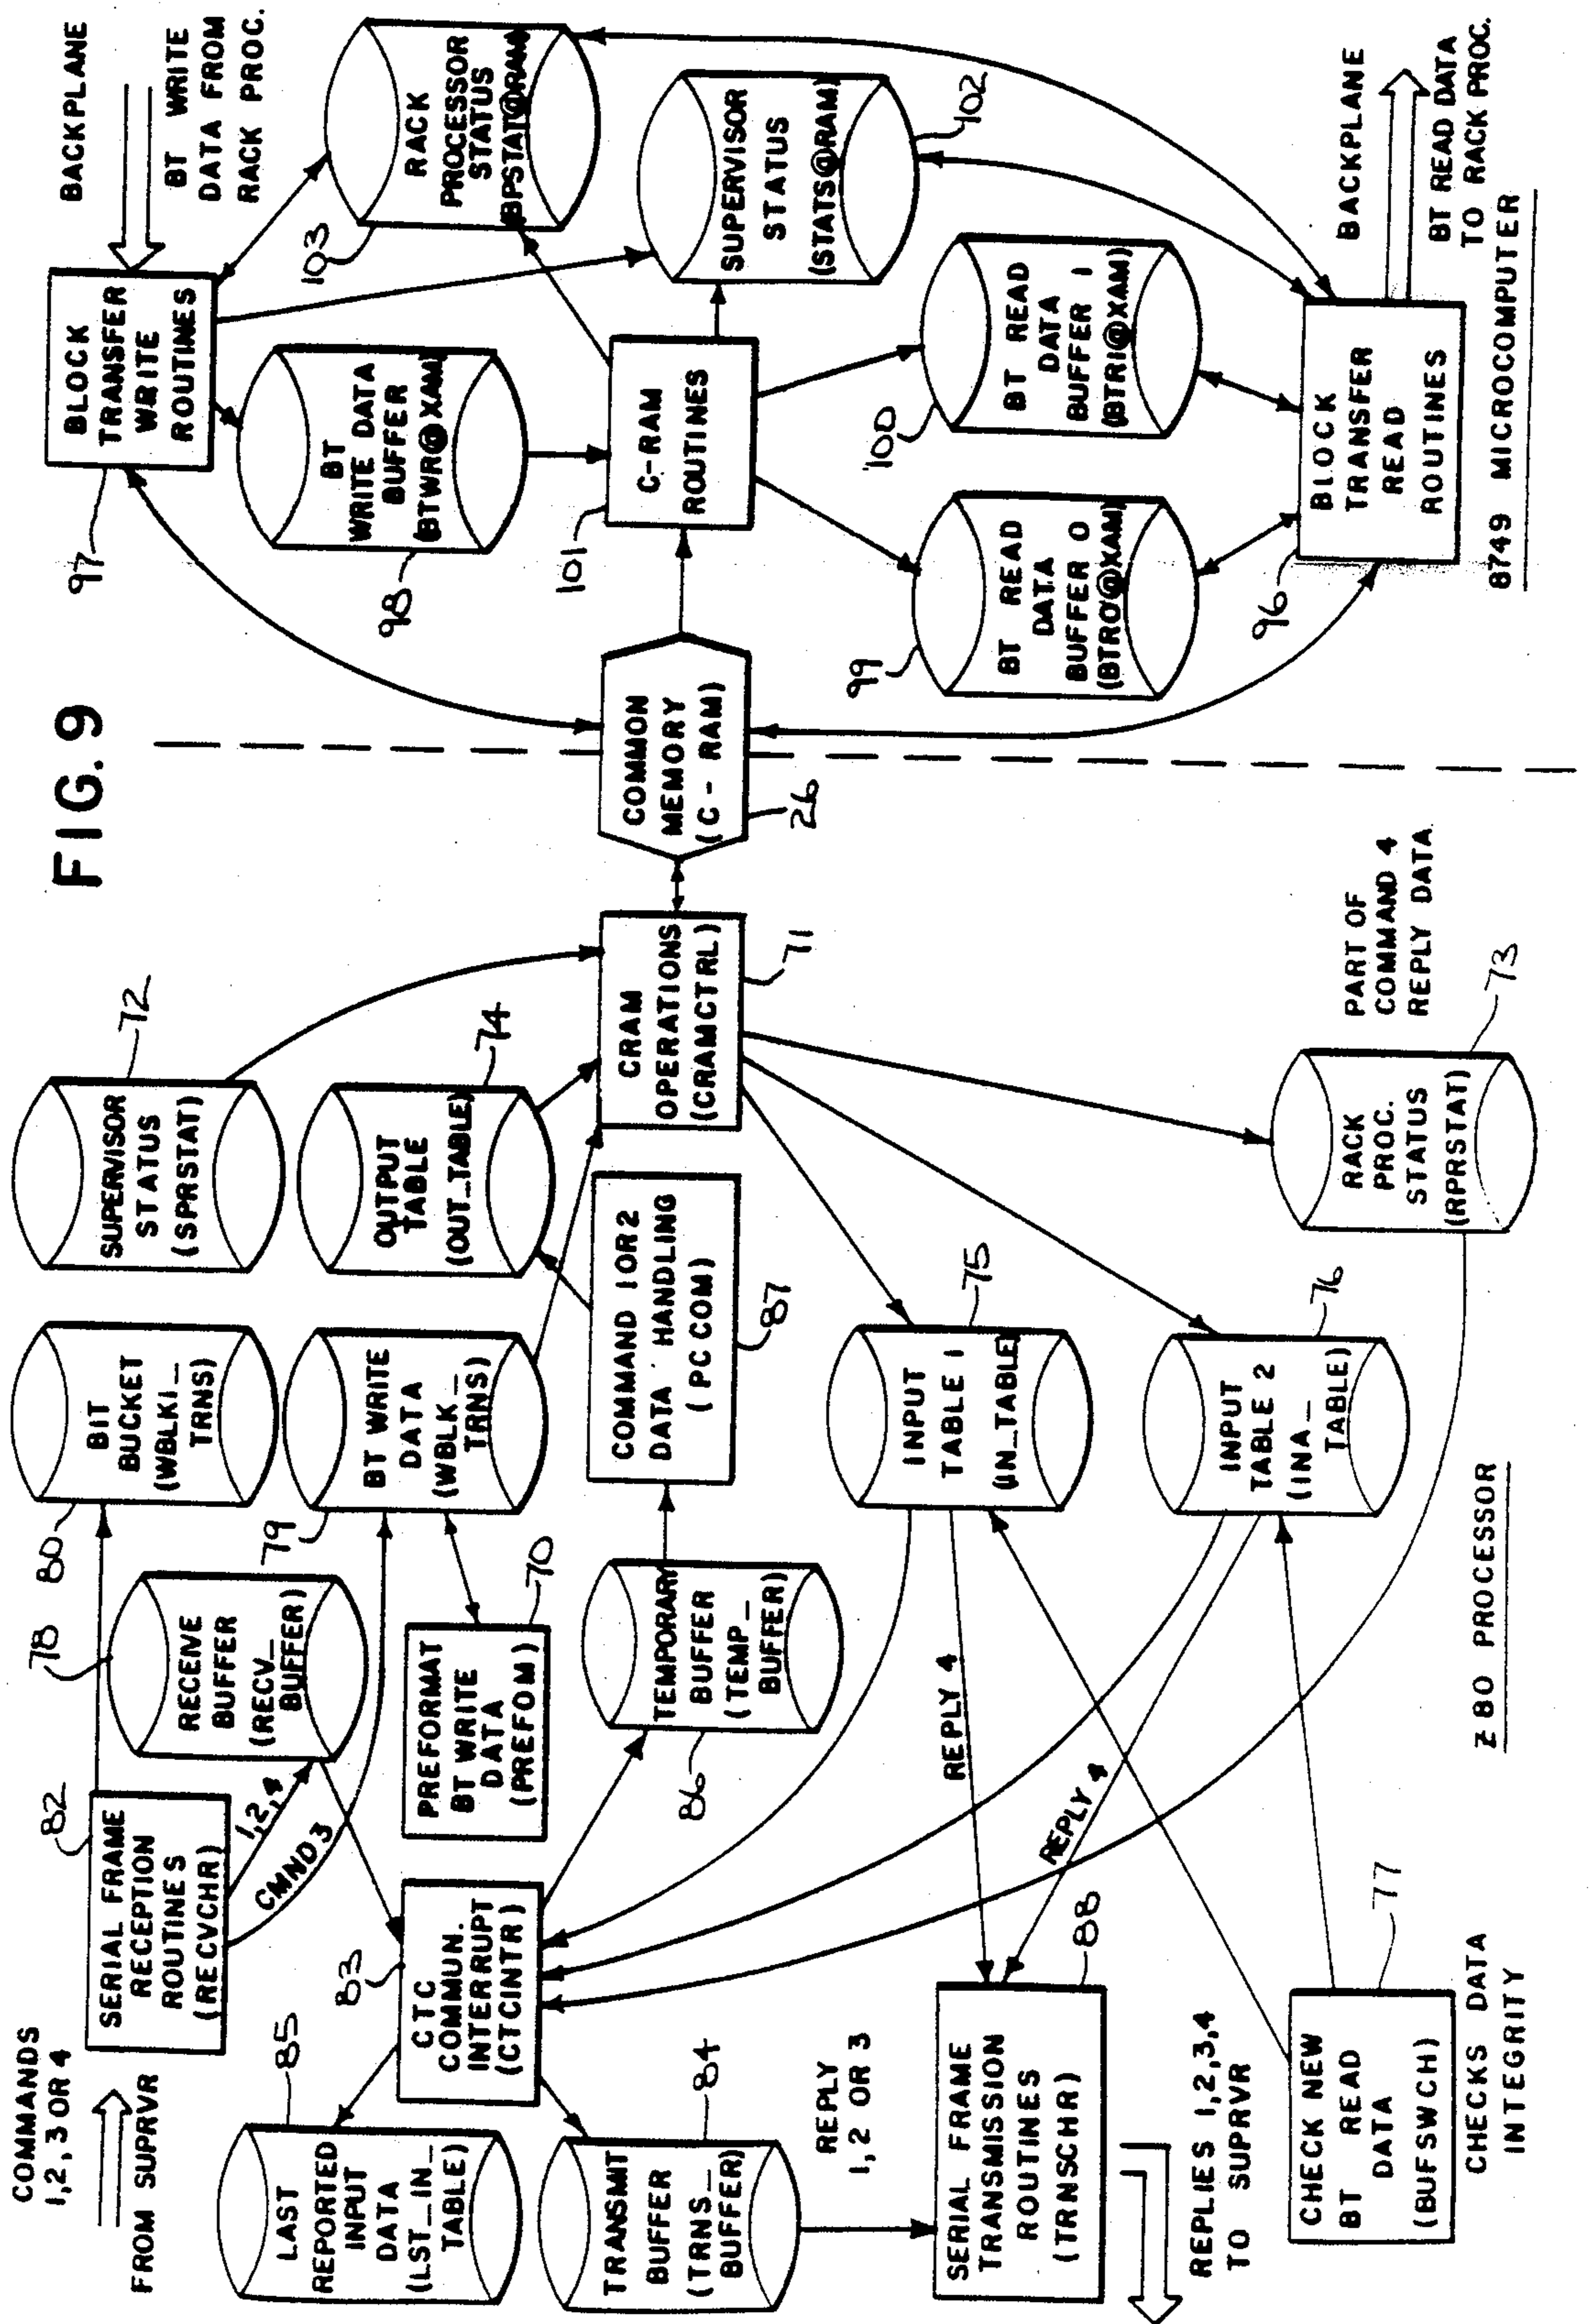 FIG. 9
COMMANDS
1,2,3 OR 4
FROM SUPRVR
82
SERIAL FRAME
RECEPTION
ROUTINES
(RECVCHR)
1,2,4
CMND 3
78
RECEIVE
BUFFER
(RECV_
BUFFER)
80
BIT
BUCKET
(WBLK1_
TRNS)
79
BT WRITE
DATA
(WBLK_
TRNS)
72
SUPERVISOR
STATUS
(SPRSTAT)
74
OUTPUT
TABLE
(OUT_TABLE)
70
PREFORMAT
BT WRITE
DATA
(PREFOM)
85
LAST
REPORTED
INPUT
DATA
(LST_IN_
TABLE)
83
CTC
COMMUN.
INTERRUPT
(CTCINTR)
84
TRANSMIT
BUFFER
(TRNS_
BUFFER)
86
TEMPORARY
BUFFER
(TEMP_
BUFFER)
87
COMMAND 1OR2
DATA HANDLING
(PCCOM)
71
CRAM
OPERATIONS
(CRAMCTRL)
REPLY
1,2 OR 3
88
SERIAL FRAME
TRANSMISSION
ROUTINES
(TRNSCHR)
REPLIES 1,2,3,4
TO SUPRVR
REPLY 4
REPLY 4
75
INPUT
TABLE 1
(IN_TABLE)
76
INPUT
TABLE 2
(INA_
TABLE)
77
CHECK NEW
BT READ
DATA
(BUFSWCH)
CHECKS DATA
INTEGRITY
73
RACK
PROC.
STATUS
(RPRSTAT)
PART OF
COMMAND 4
REPLY DATA
Z80 PROCESSOR
26
COMMON
MEMORY
(C-RAM)
97
BLOCK
TRANSFER
WRITE
ROUTINES
BACKPLANE
BT WRITE
DATA FROM
RACK PROC.
98
BT
WRITE DATA
BUFFER
(BTWR@XAM)
103
RACK
PROCESSOR
STATUS
(BPSTAT@RAM)
101
C-RAM
ROUTINES
102
SUPERVISOR
STATUS
(STATS@RAM)
99
BT READ
DATA
BUFFER 0
(BTR0@XAM)
100
BT READ
DATA
BUFFER 1
(BTR1@XAM)
96
BLOCK
TRANSFER
READ
ROUTINES
BACKPLANE
BT READ DATA
TO RACK PROC.
8749 MICROCOMPUTER